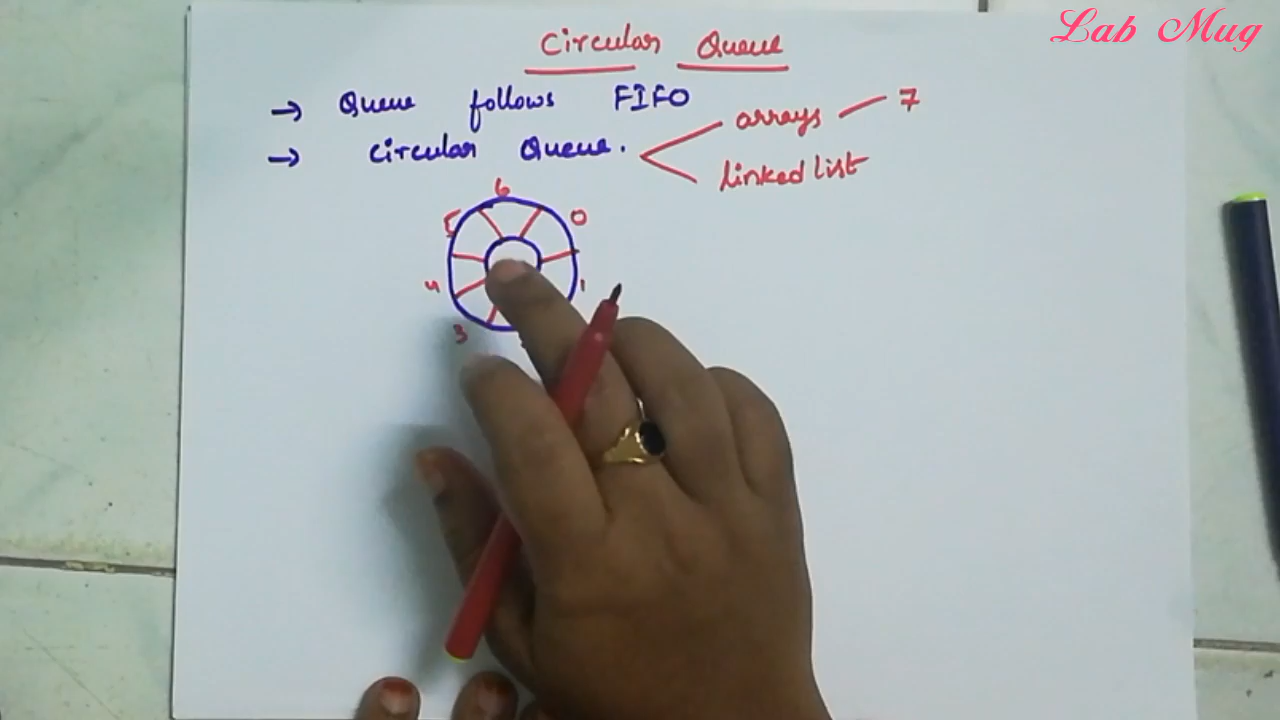 Lab Mug
Circular Queue
→ Queue follows FIFO
arrays — 7
→ circular Queue.
linked list
6
5 0
4 1
3